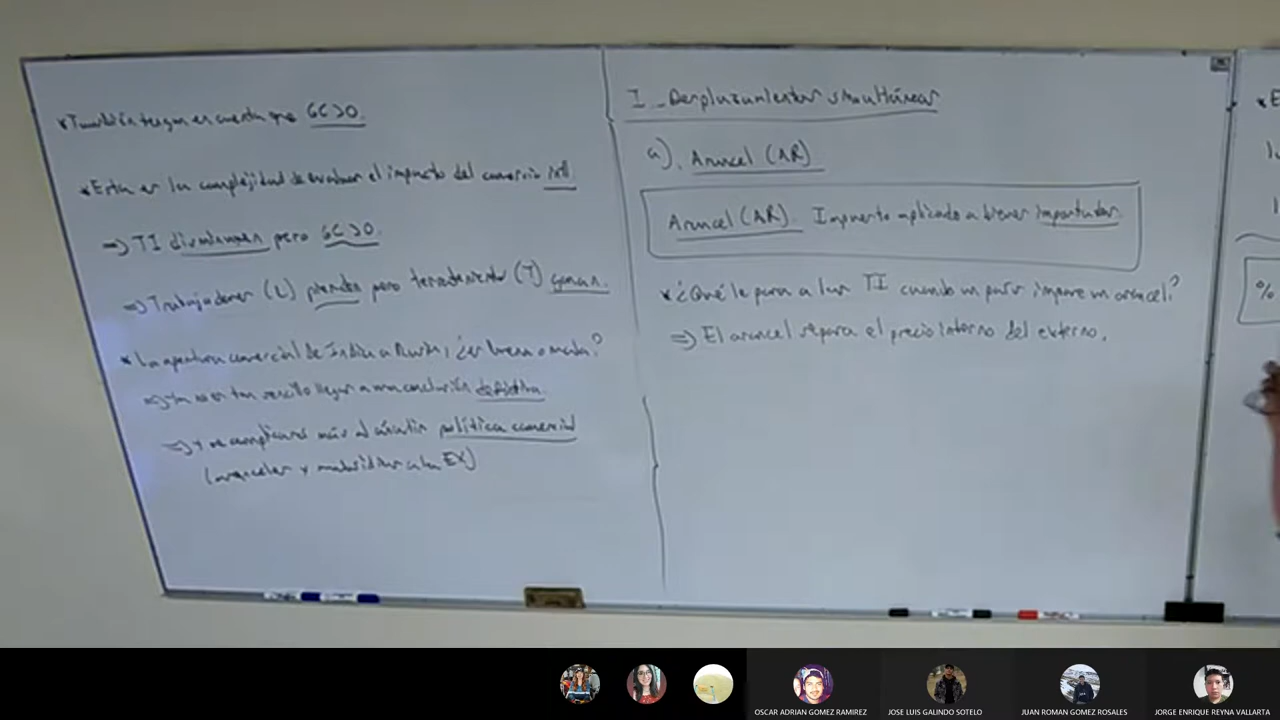 * También tengan en cuenta que GC>0.
* Esta es la complejidad de evaluar el impacto del comercio intl.
=> TI disminuyen pero GC>0.
=> Trabajadores (L) pierden pero terratenientes (T) ganan.
* La apertura comercial de India a Rusia, ¿es buena o mala?
=> Ya no es tan sencillo llegar a una conclusión definitiva.
=> Y se complicará más al política comercial
(aranceles y subsidios a las EX)
I. Desplazamientos simultáneos
a). Arancel (AR)
Arancel (AR). Impuesto aplicado a bienes importados.
* ¿Qué le pasa a los TI cuando un país impone un arancel?
=> El arancel separa el precio interno del externo.
* E
%
OSCAR ADRIAN GOMEZ RAMIREZ
JOSE LUIS GALINDO SOTELO
JUAN ROMAN GOMEZ ROSALES
JORGE ENRIQUE REYNA VALLARTA